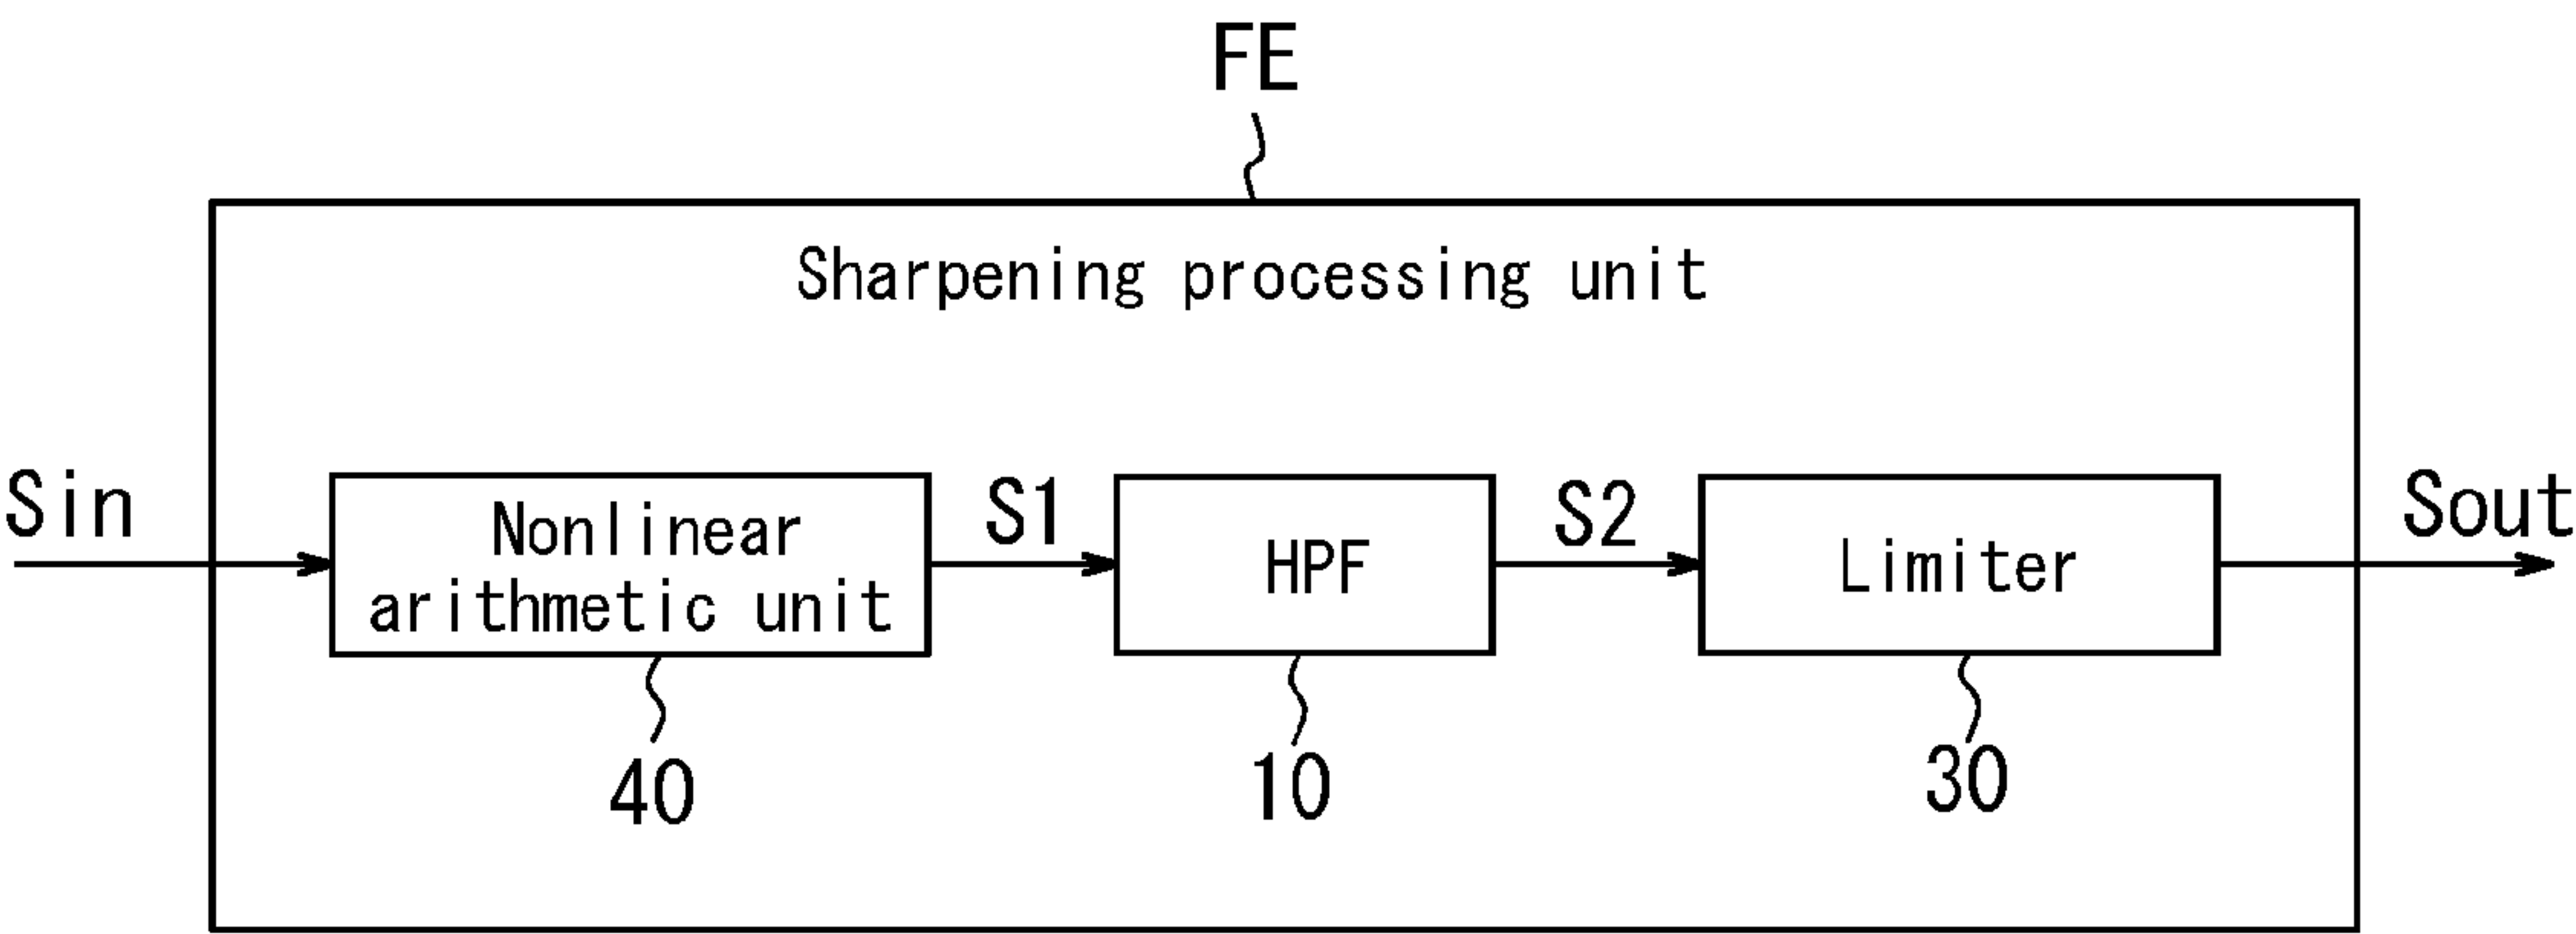 FE
Sharpening processing unit
Sin
Nonlinear
arithmetic unit
S1
HPF
S2
Limiter
Sout
40
10
30